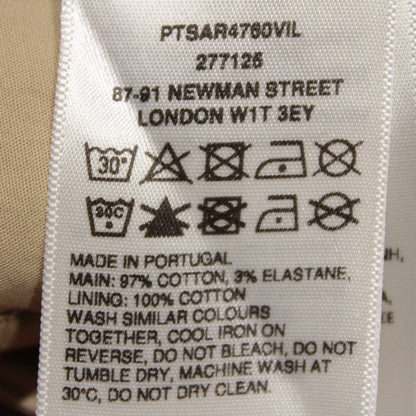 PTSAR4760VIL
277125
87-91 NEWMAN STREET
LONDON W1T 3EY
30°
30C
MADE IN PORTUGAL
MAIN: 97% COTTON, 3% ELASTANE,
LINING: 100% COTTON
WASH SIMILAR COLOURS
TOGETHER, COOL IRON ON
REVERSE, DO NOT BLEACH, DO NOT
TUMBLE DRY, MACHINE WASH AT
30°C, DO NOT DRY CLEAN.